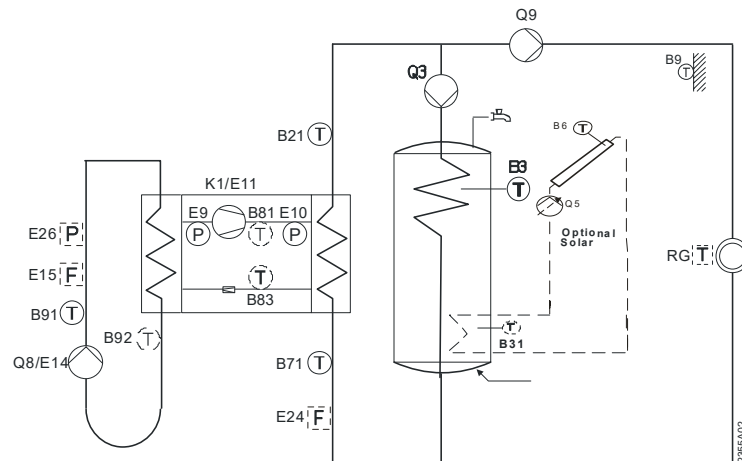 Q9
Q3
B9
T
B21 T
B6 T
K1/E11
B3
T
E9 B81 E10
P T P
Q5
Optional
Solar
E26 P
T
E15 F
RG T
B83
B91 T
B92 T
T
B31
Q8/E14
B71 T
E24 F